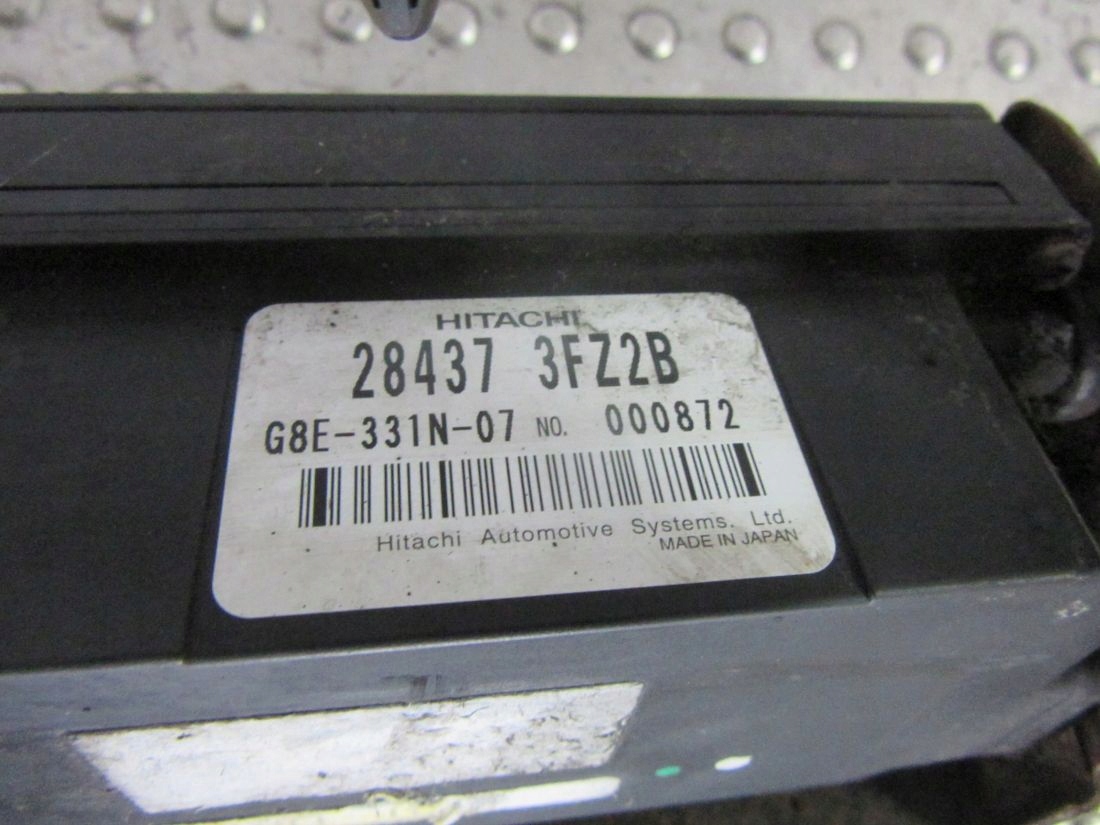 HITACHI
28437 3FZ2B
G8E-331N-07 NO. 000872
Hitachi Automotive Systems. Ltd.
MADE IN JAPAN